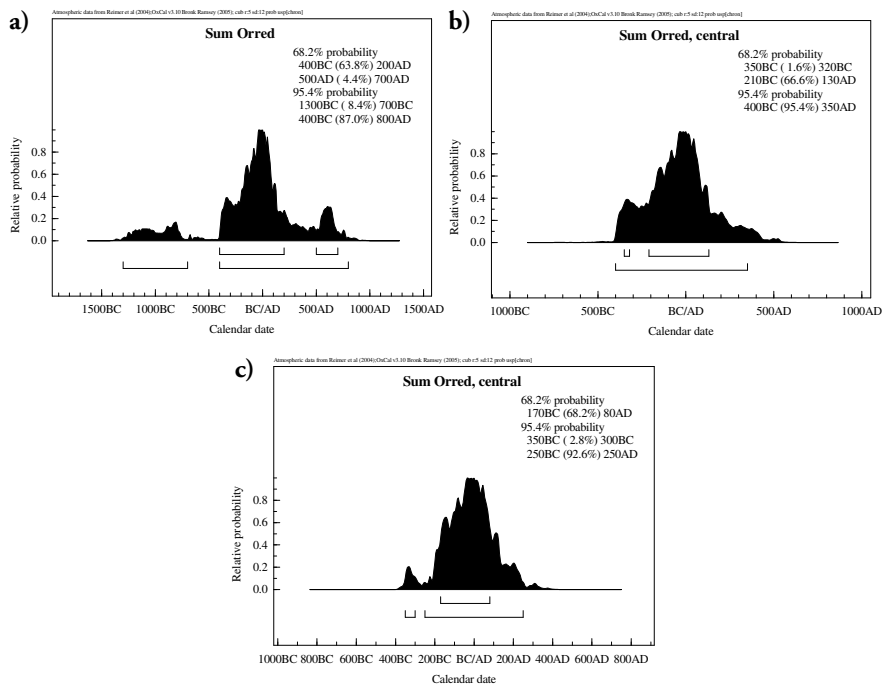 a)
Atmospheric data from Reimer et al (2004);OxCal v3.10 Bronk Ramsey (2005); cub r:5 sd:12 prob usp[chron]
Sum Orred
68.2% probability
400BC (63.8%) 200AD
500AD ( 4.4%) 700AD
95.4% probability
1300BC ( 8.4%) 700BC
400BC (87.0%) 800AD
Relative probability
0.8
0.6
0.4
0.2
0.0
1500BC 1000BC 500BC BC/AD 500AD 1000AD 1500AD
Calendar date
b)
Atmospheric data from Reimer et al (2004);OxCal v3.10 Bronk Ramsey (2005); cub r:5 sd:12 prob usp[chron]
Sum Orred, central
68.2% probability
350BC ( 1.6%) 320BC
210BC (66.6%) 130AD
95.4% probability
400BC (95.4%) 350AD
Relative probability
0.8
0.6
0.4
0.2
0.0
1000BC 500BC BC/AD 500AD 1000AD
Calendar date
c)
Atmospheric data from Reimer et al (2004);OxCal v3.10 Bronk Ramsey (2005); cub r:5 sd:12 prob usp[chron]
Sum Orred, central
68.2% probability
170BC (68.2%) 80AD
95.4% probability
350BC ( 2.8%) 300BC
250BC (92.6%) 250AD
Relative probability
0.8
0.6
0.4
0.2
0.0
1000BC 800BC 600BC 400BC 200BC BC/AD 200AD 400AD 600AD 800AD
Calendar date